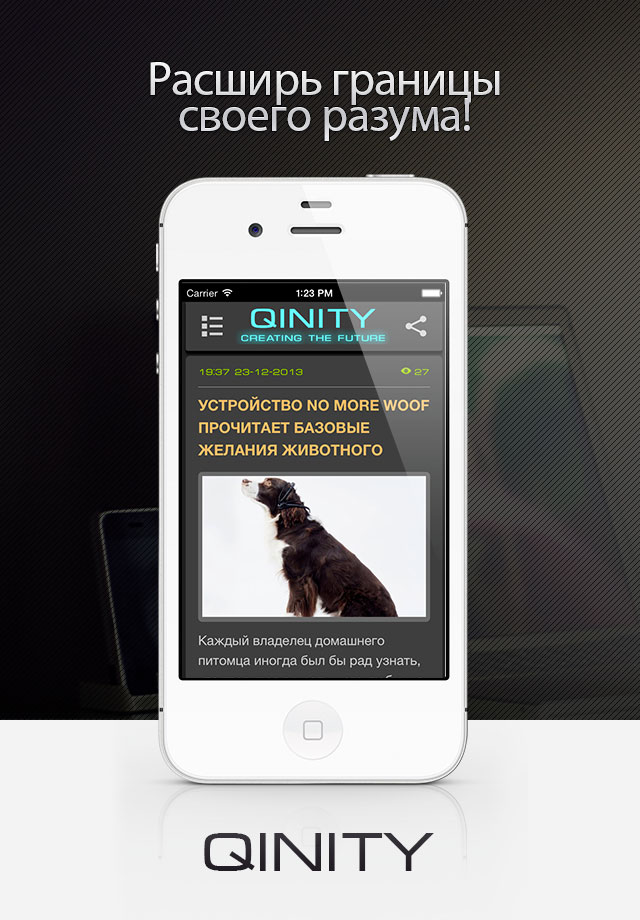 Расширь границы
своего разума!
Carrier 1:23 PM
QINITY
CREATING THE FUTURE
19:37 23-12-2013 27
УСТРОЙСТВО NO MORE WOOF
ПРОЧИТАЕТ БАЗОВЫЕ
ЖЕЛАНИЯ ЖИВОТНОГО
Каждый владелец домашнего
питомца иногда был бы рад узнать,
QINITY